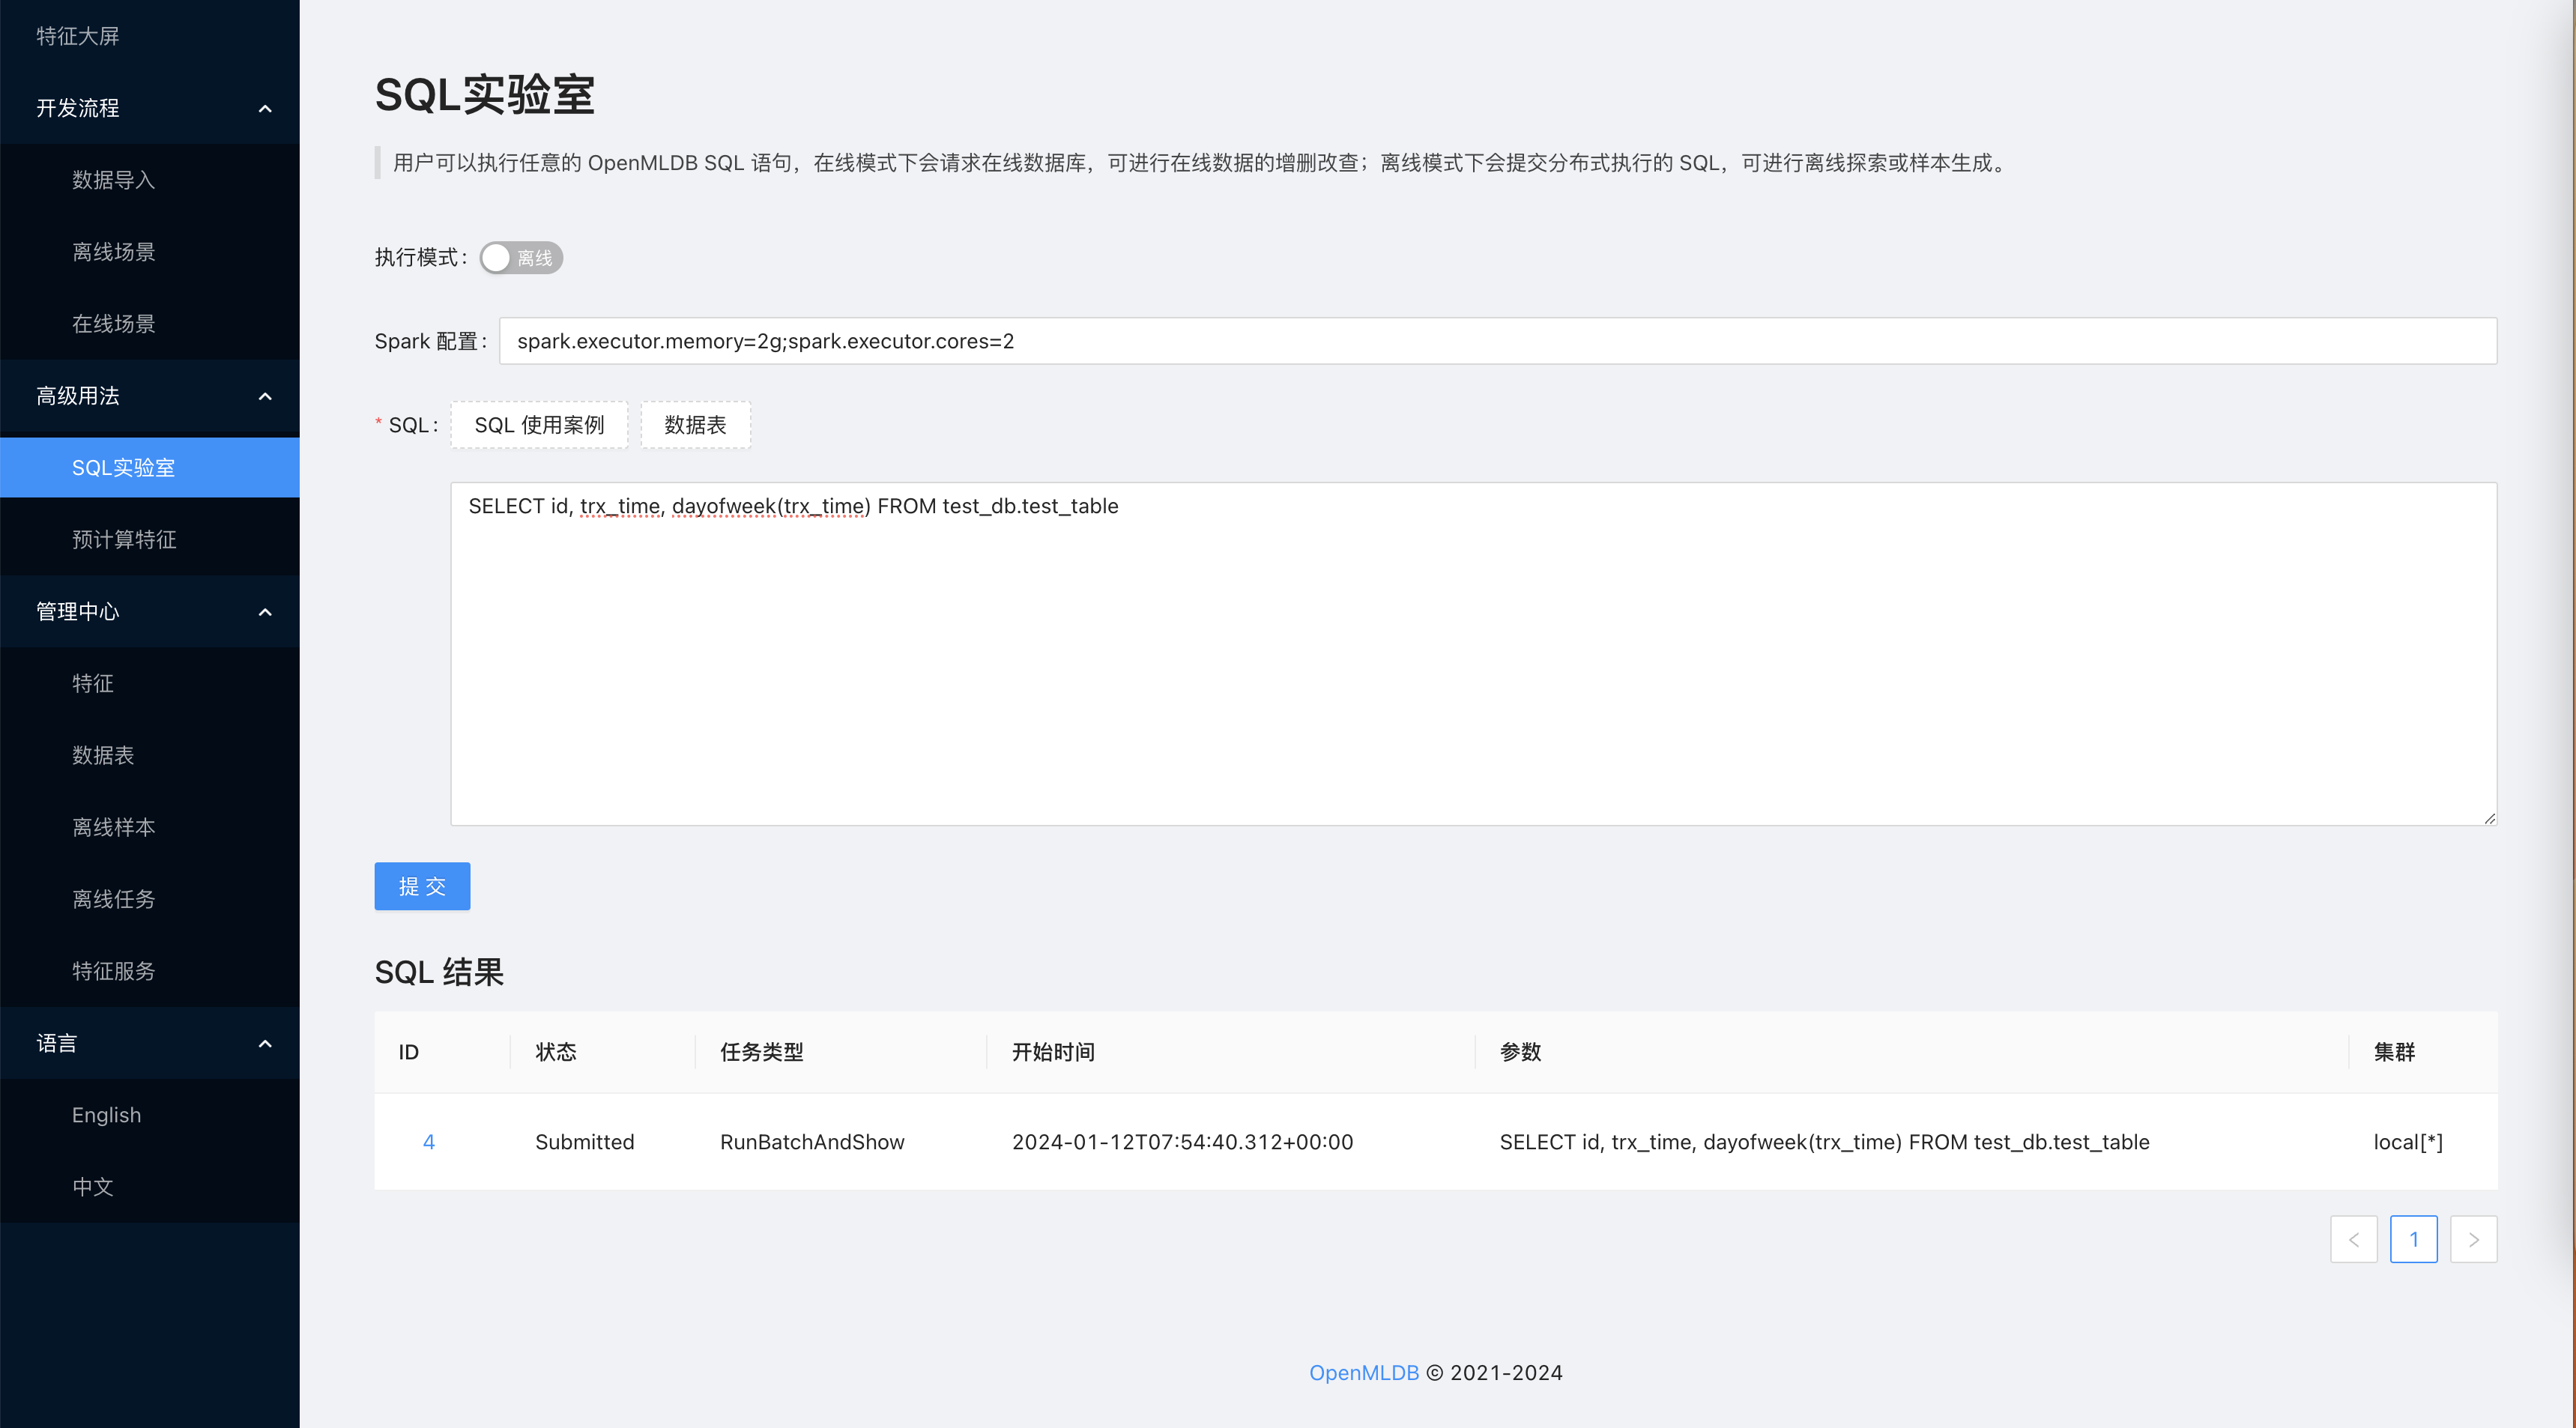 特征大屏
开发流程
数据导入
离线场景
在线场景
高级用法
SQL实验室
预计算特征
管理中心
特征
数据表
离线样本
离线任务
特征服务
语言
English
中文
SQL实验室
用户可以执行任意的 OpenMLDB SQL 语句，在线模式下会请求在线数据库，可进行在线数据的增删改查；离线模式下会提交分布式执行的 SQL，可进行离线探索或样本生成。
执行模式： 离线
Spark 配置： spark.executor.memory=2g;spark.executor.cores=2
* SQL： SQL 使用案例 数据表
SELECT id, trx_time, dayofweek(trx_time) FROM test_db.test_table
提 交
SQL 结果
ID 状态 任务类型 开始时间 参数 集群
4 Submitted RunBatchAndShow 2024-01-12T07:54:40.312+00:00 SELECT id, trx_time, dayofweek(trx_time) FROM test_db.test_table local[*]
< 1 >
OpenMLDB © 2021-2024